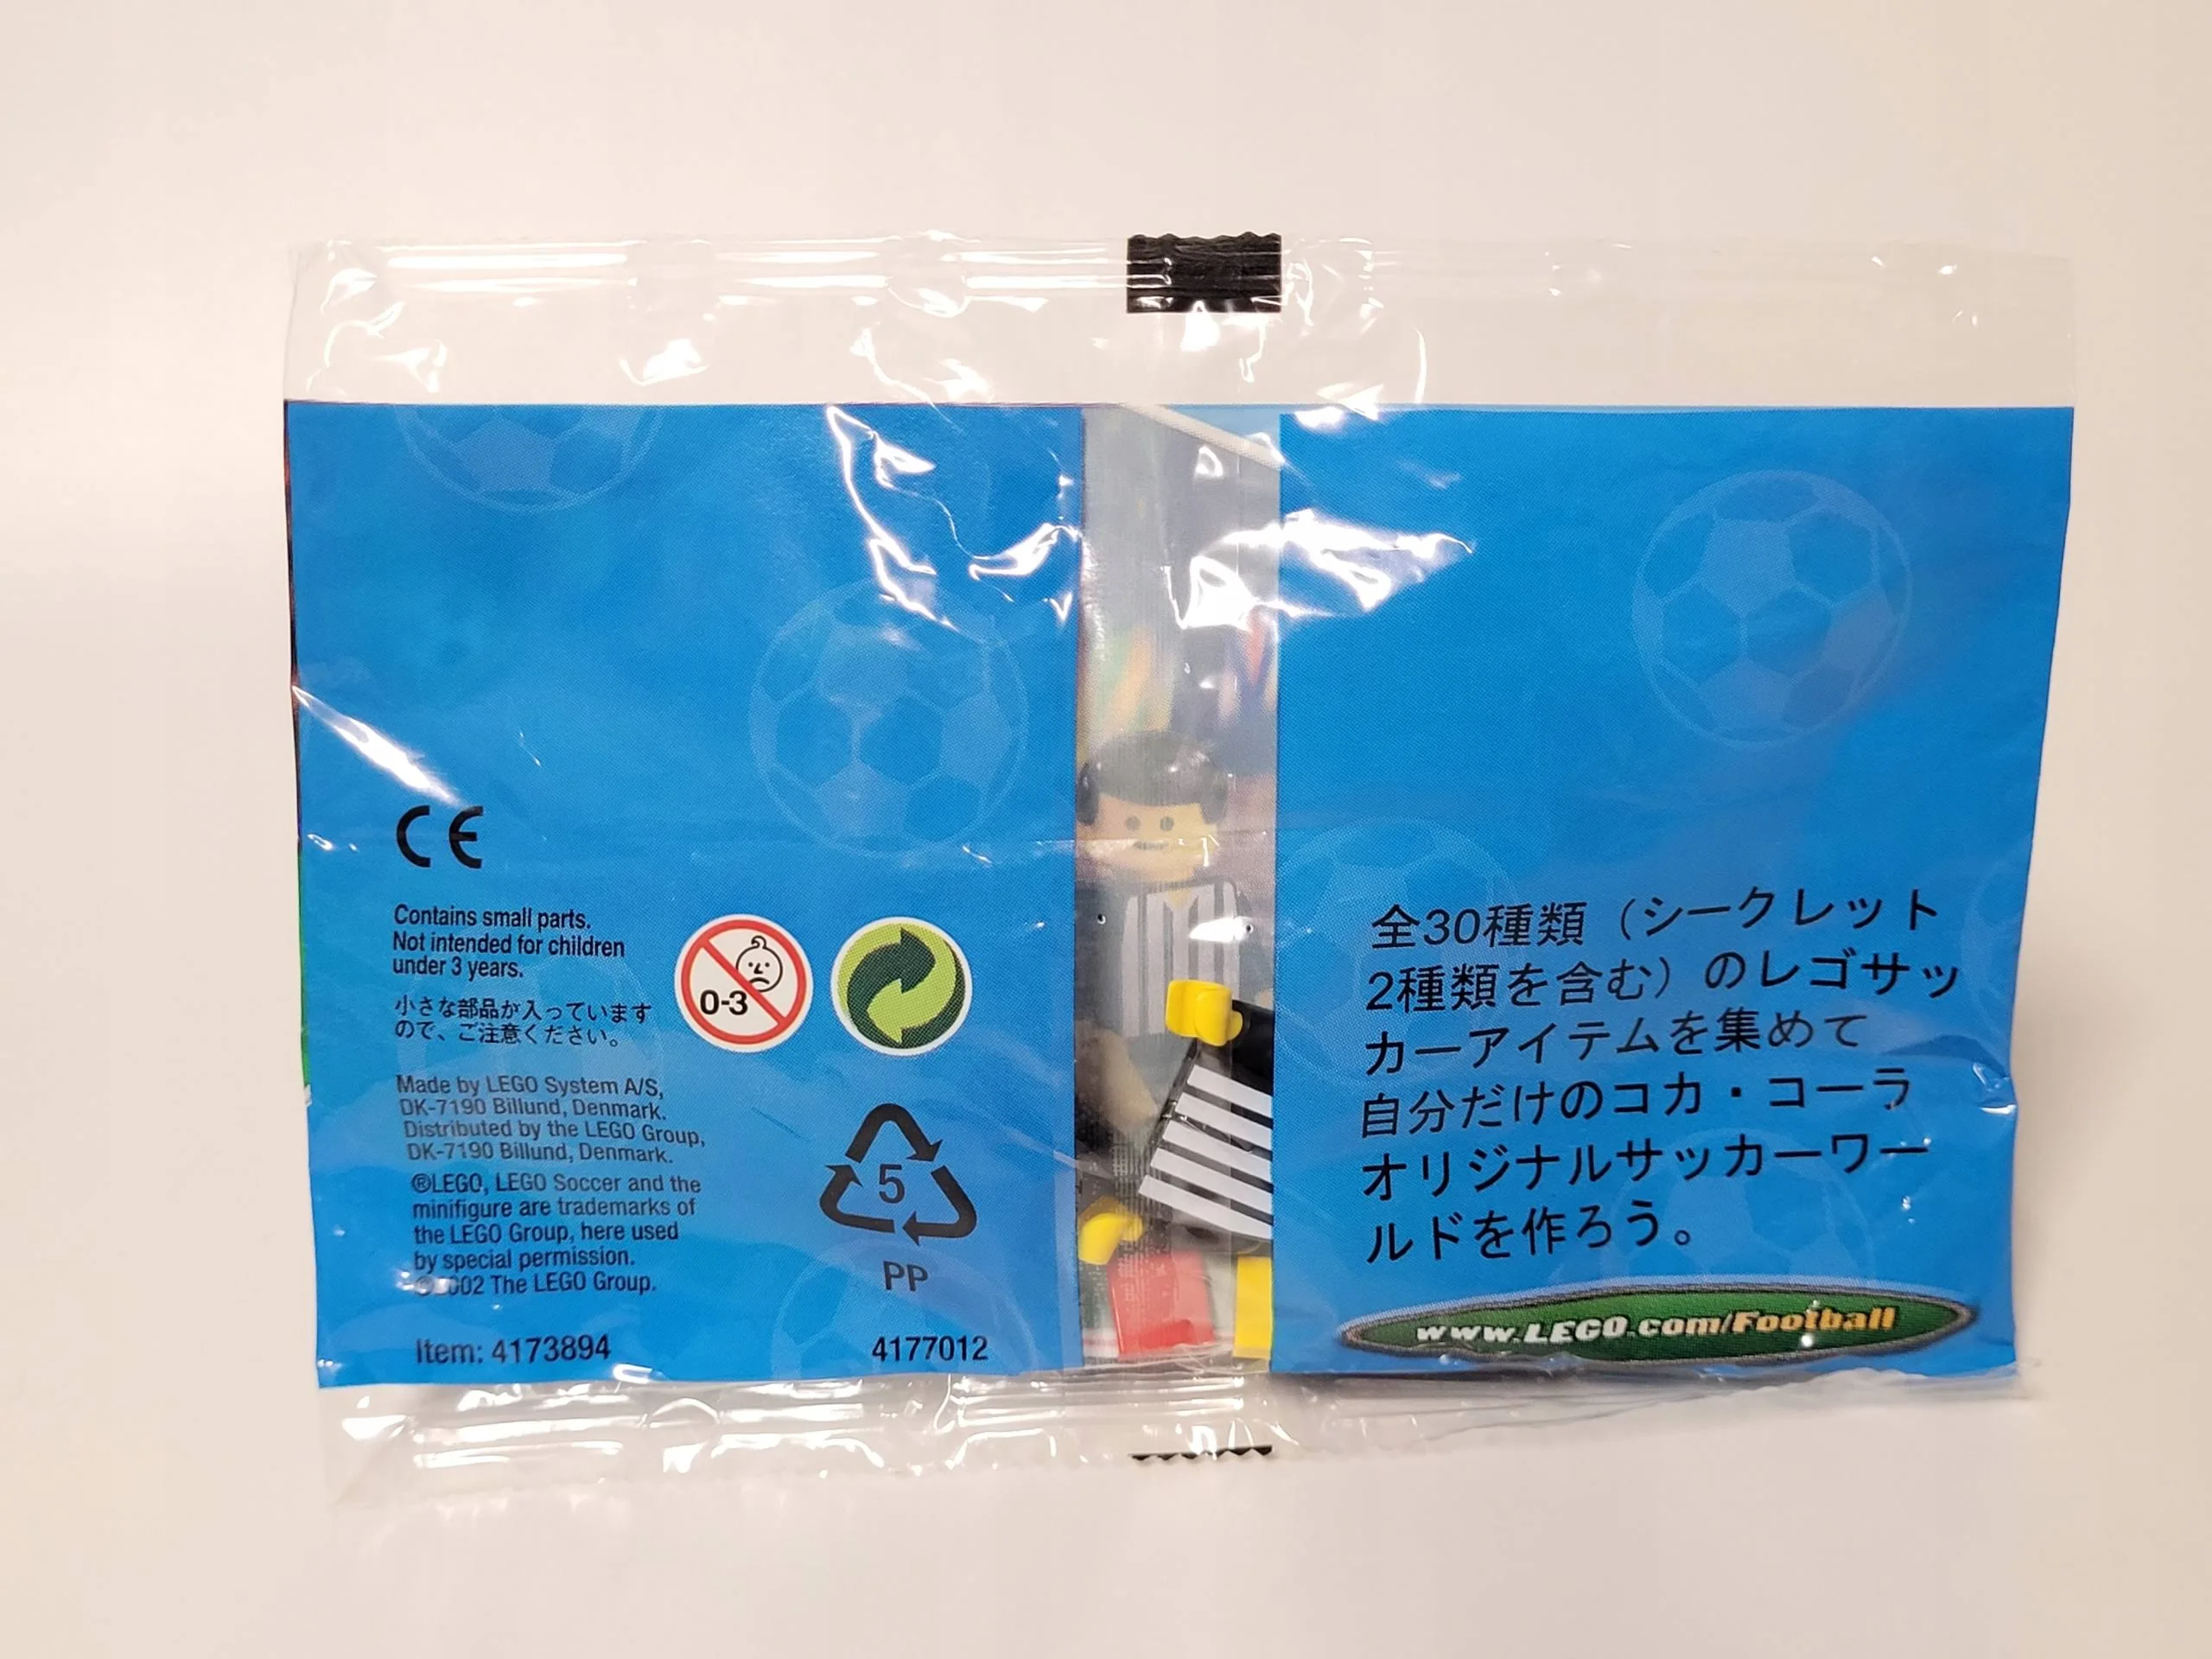 CE
Contains small parts.
Not intended for children
under 3 years.
小さな部品が入っています
ので、ご注意ください。
0-3
Made by LEGO System A/S,
DK-7190 Billund, Denmark.
Distributed by the LEGO Group,
DK-7190 Billund, Denmark.
®LEGO, LEGO Soccer and the
minifigure are trademarks of
the LEGO Group, here used
by special permission.
The LEGO Group.
5
PP
Item: 4173894
4177012
全30種類（シークレット
2種類を含む）のレゴサッ
カーアイテムを集めて
自分だけのコカ・コーラ
オリジナルサッカーワー
ルドを作ろう。
www.LEGO.com/Football